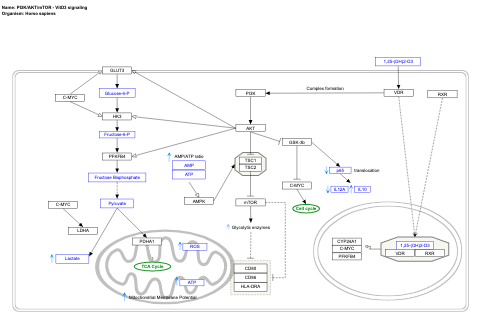 Name: PI3K/AKT/mTOR - VitD3 signaling
Organism: Homo sapiens
1,25-(OH)2-D3
GLUT3
Complex formation
C-MYC
Glucose-6-P
PI3K
VDR
RXR
HK3
Fructose-6-P
AKT
GSK-3b
PFKFB4
AMP/ATP ratio
TSC1
TSC2
AMP
ATP
p65
translocation
Fructose Bisphosphate
C-MYC
IL12A
IL10
C-MYC
Pyruvate
AMPK
mTOR
Cell cycle
LDHA
Glycolytic enzymes
PDHA1
ROS
CYP24A1
C-MYC
PFKFB4
1,25-(OH)2-D3
VDR
RXR
Lactate
TCA Cycle
CD80
CD86
HLA-DRA
ATP
Mitochondrial Membrane Potential